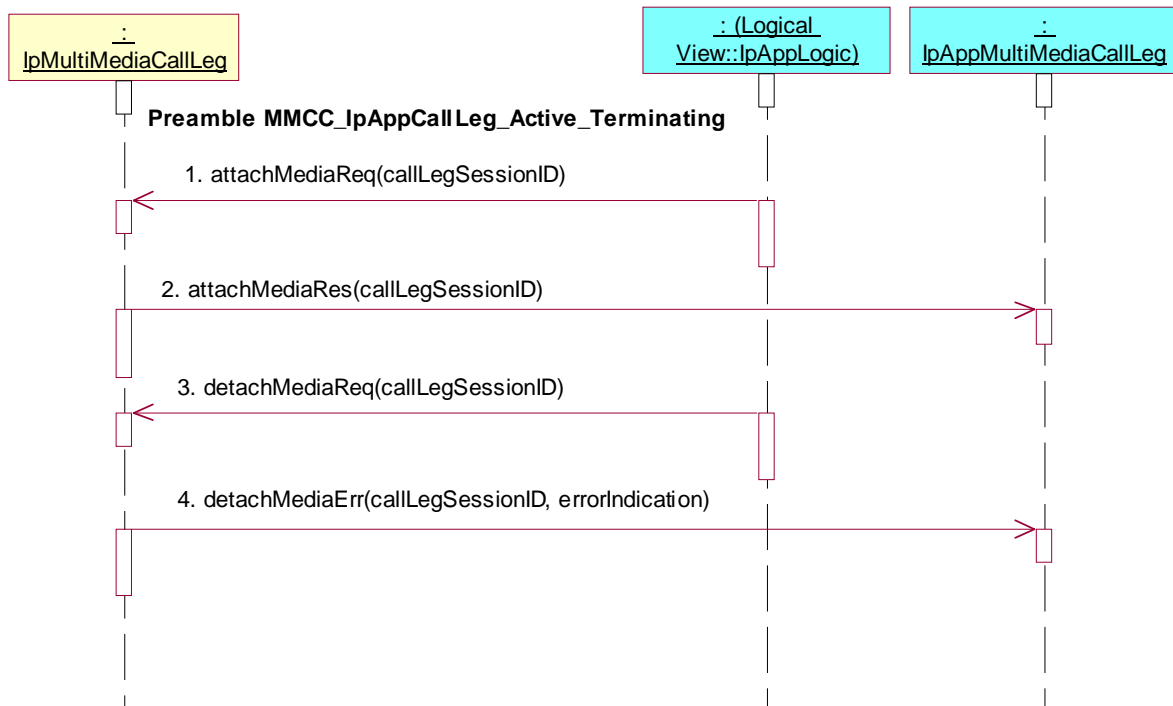 :
IpMultiMediaCallLeg
: (Logical
View::IpAppLogic)
:
IpAppMultiMediaCallLeg
Preamble MMCC_IpAppCallLeg_Active_Terminating
1. attachMediaReq(callLegSessionID)
2. attachMediaRes(callLegSessionID)
3. detachMediaReq(callLegSessionID)
4. detachMediaErr(callLegSessionID, errorIndication)